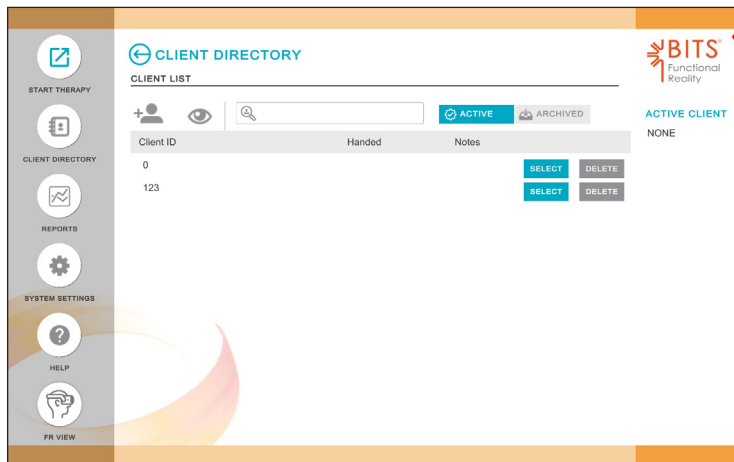 START THERAPY
CLIENT DIRECTORY
REPORTS
SYSTEM SETTINGS
HELP
FR VIEW
CLIENT DIRECTORY
CLIENT LIST
ACTIVE ARCHIVED
Client ID Handed Notes
0 SELECT DELETE
123 SELECT DELETE
BITS®
Functional
Reality
ACTIVE CLIENT
NONE